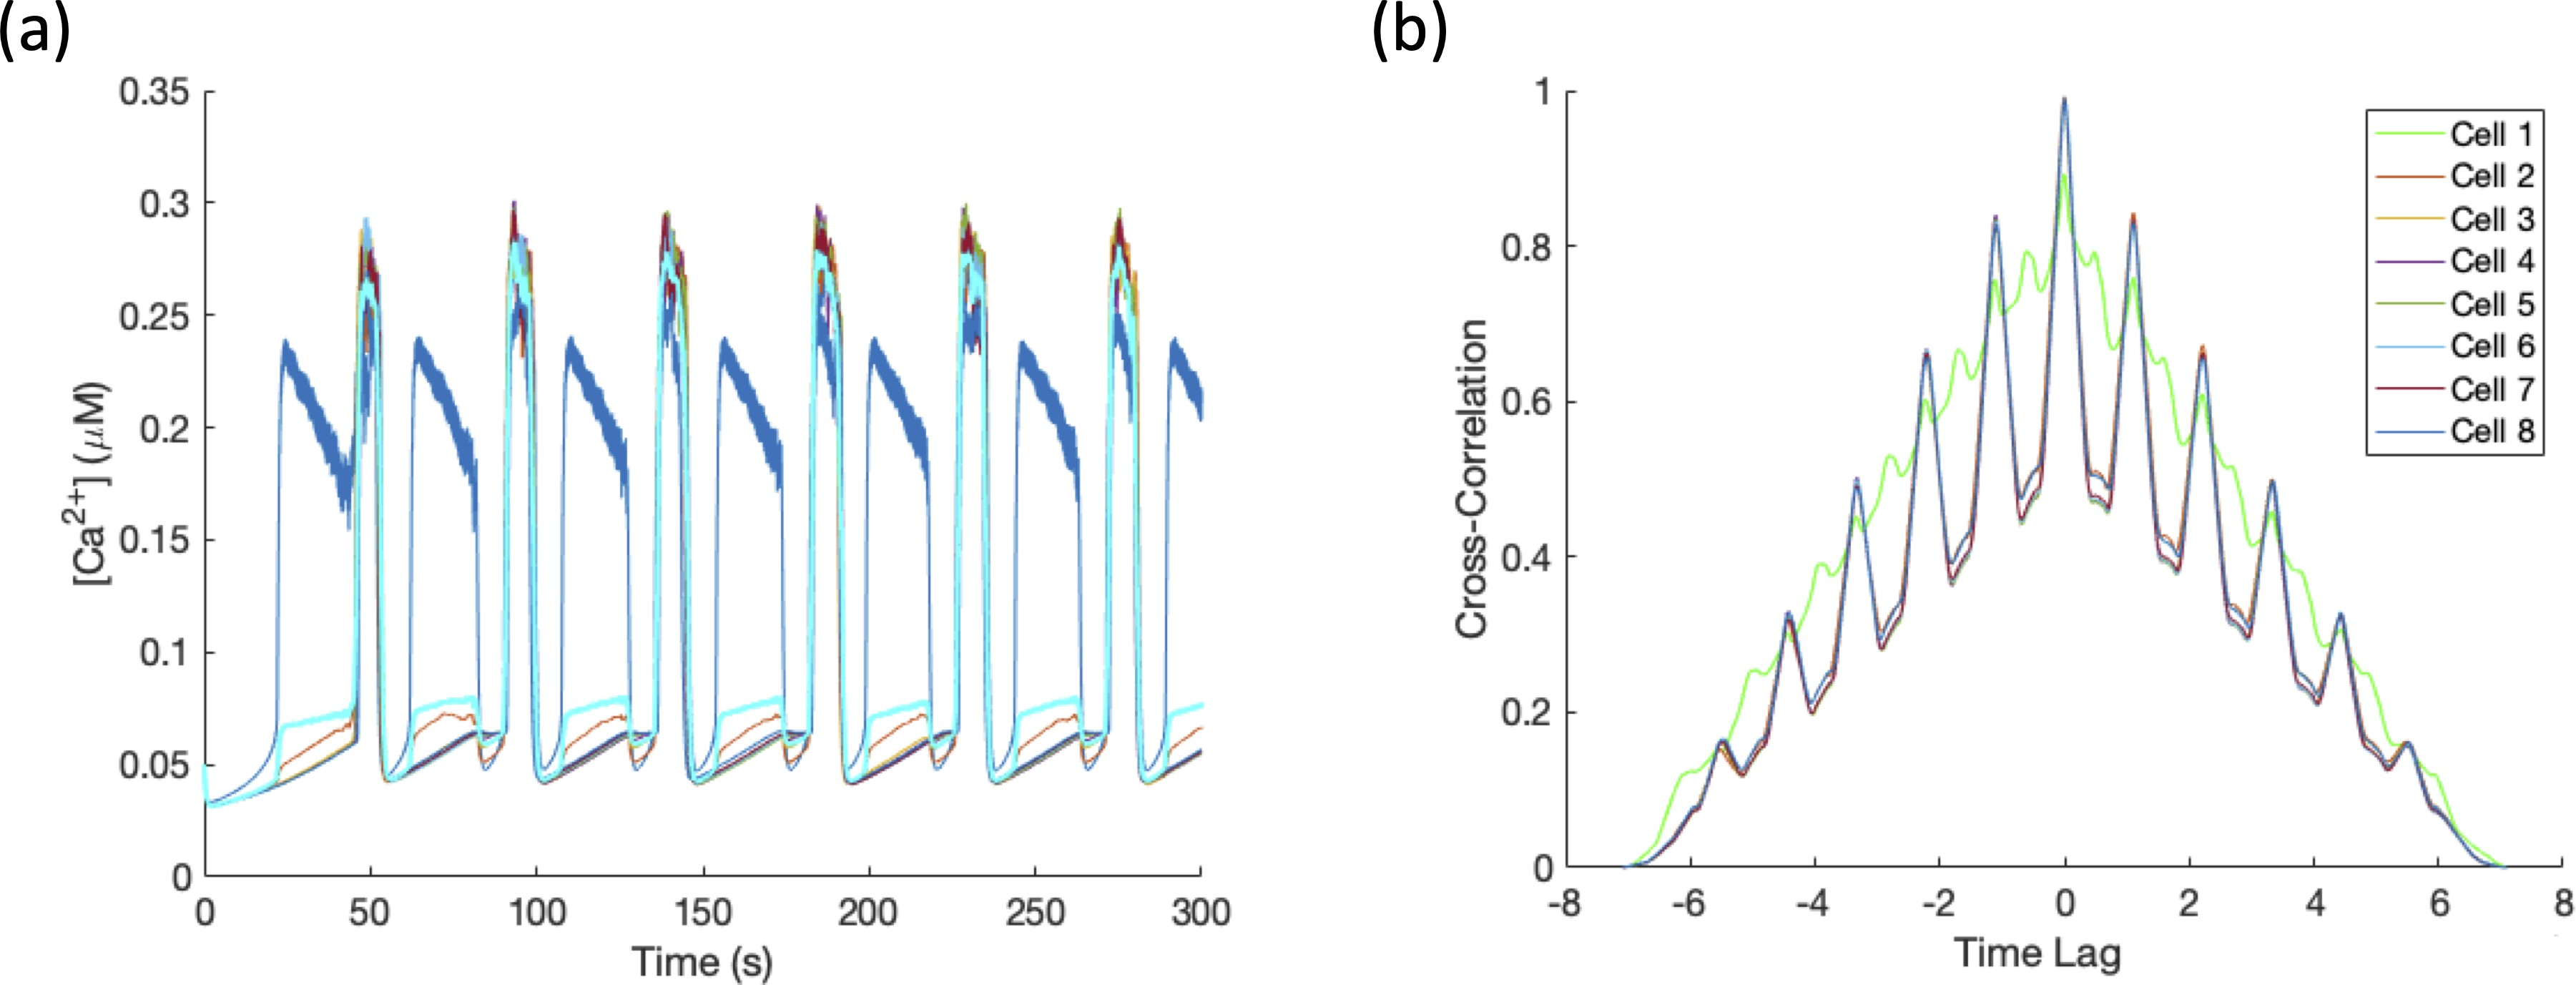 (a)
(b)
0.35
0.3
0.25
0.2
0.15
0.1
0.05
0
[Ca2+] (μM)
0 50 100 150 200 250 300
Time (s)
1
0.8
0.6
0.4
0.2
0
Cross-Correlation
-8 -6 -4 -2 0 2 4 6 8
Time Lag
Cell 1
Cell 2
Cell 3
Cell 4
Cell 5
Cell 6
Cell 7
Cell 8